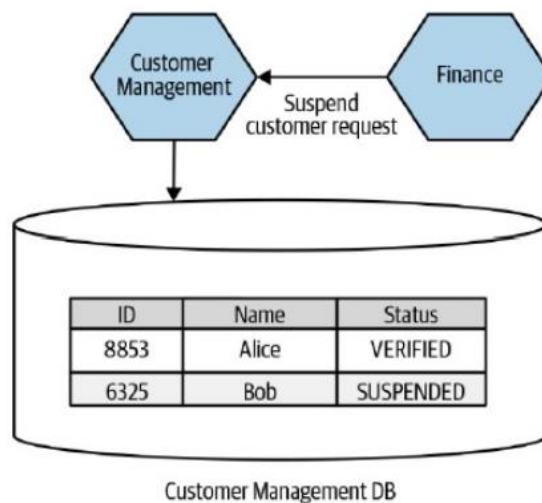 Customer
Management
Finance
Suspend
customer request
ID Name Status
8853 Alice VERIFIED
6325 Bob SUSPENDED
Customer Management DB